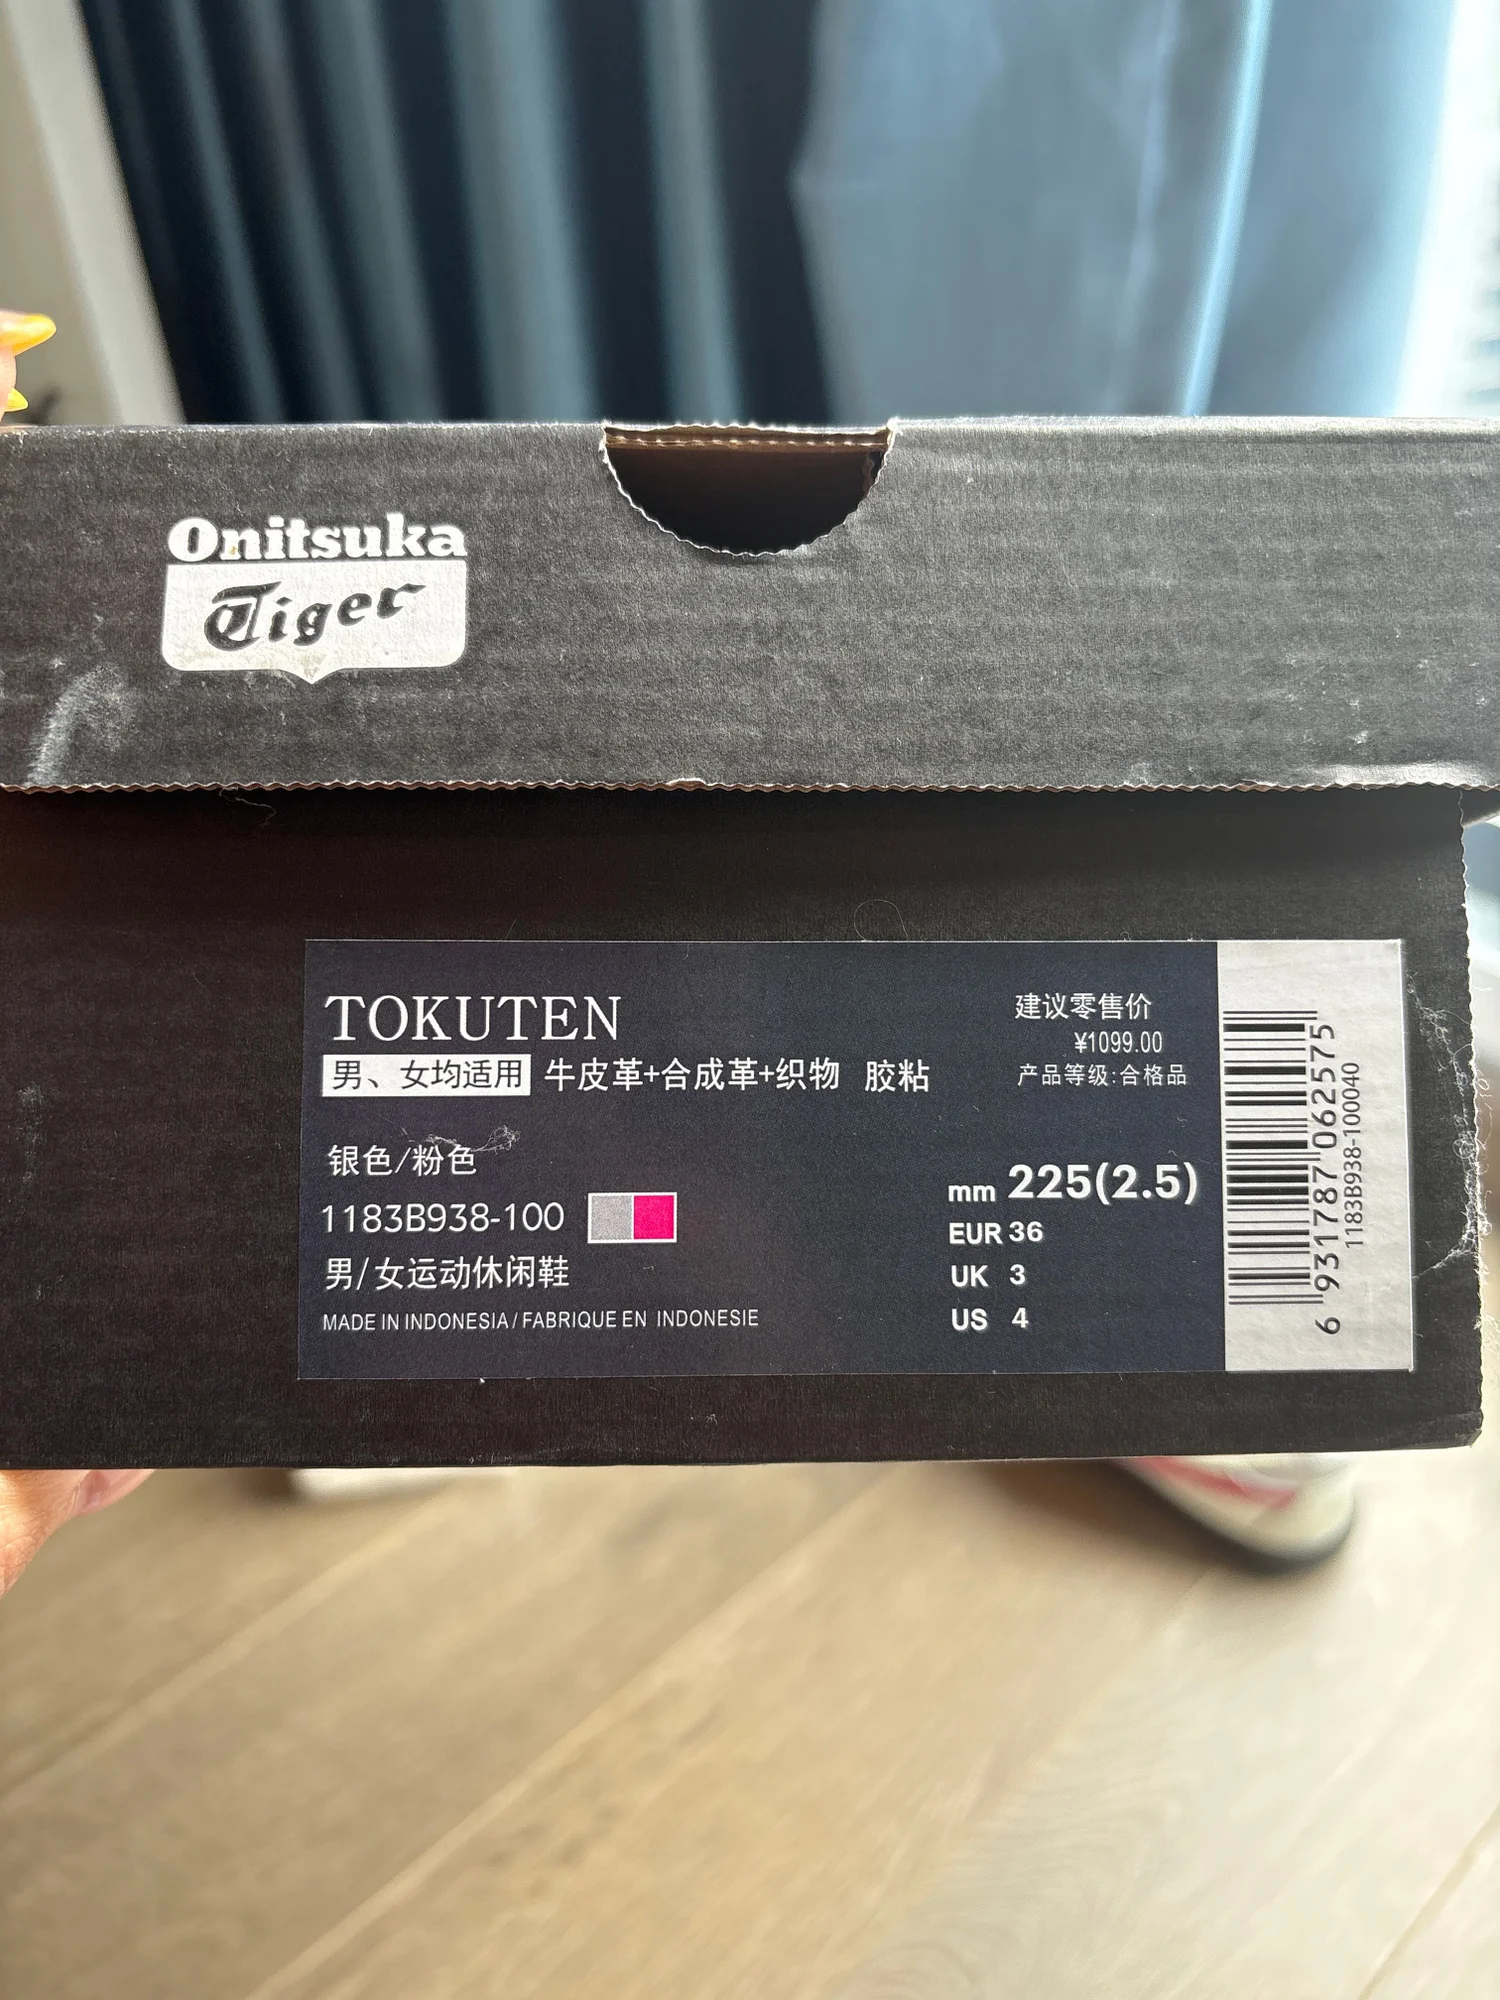 Onitsuka
Tiger
TOKUTEN
男、女均适用 牛皮革+合成革+织物 胶粘
建议零售价
¥1099.00
产品等级:合格品
银色/粉色
1183B938-100
男/女运动休闲鞋
MADE IN INDONESIA / FABRIQUE EN INDONESIE
mm 225(2.5)
EUR 36
UK 3
US 4
6 931787 062575
1183B938-100040